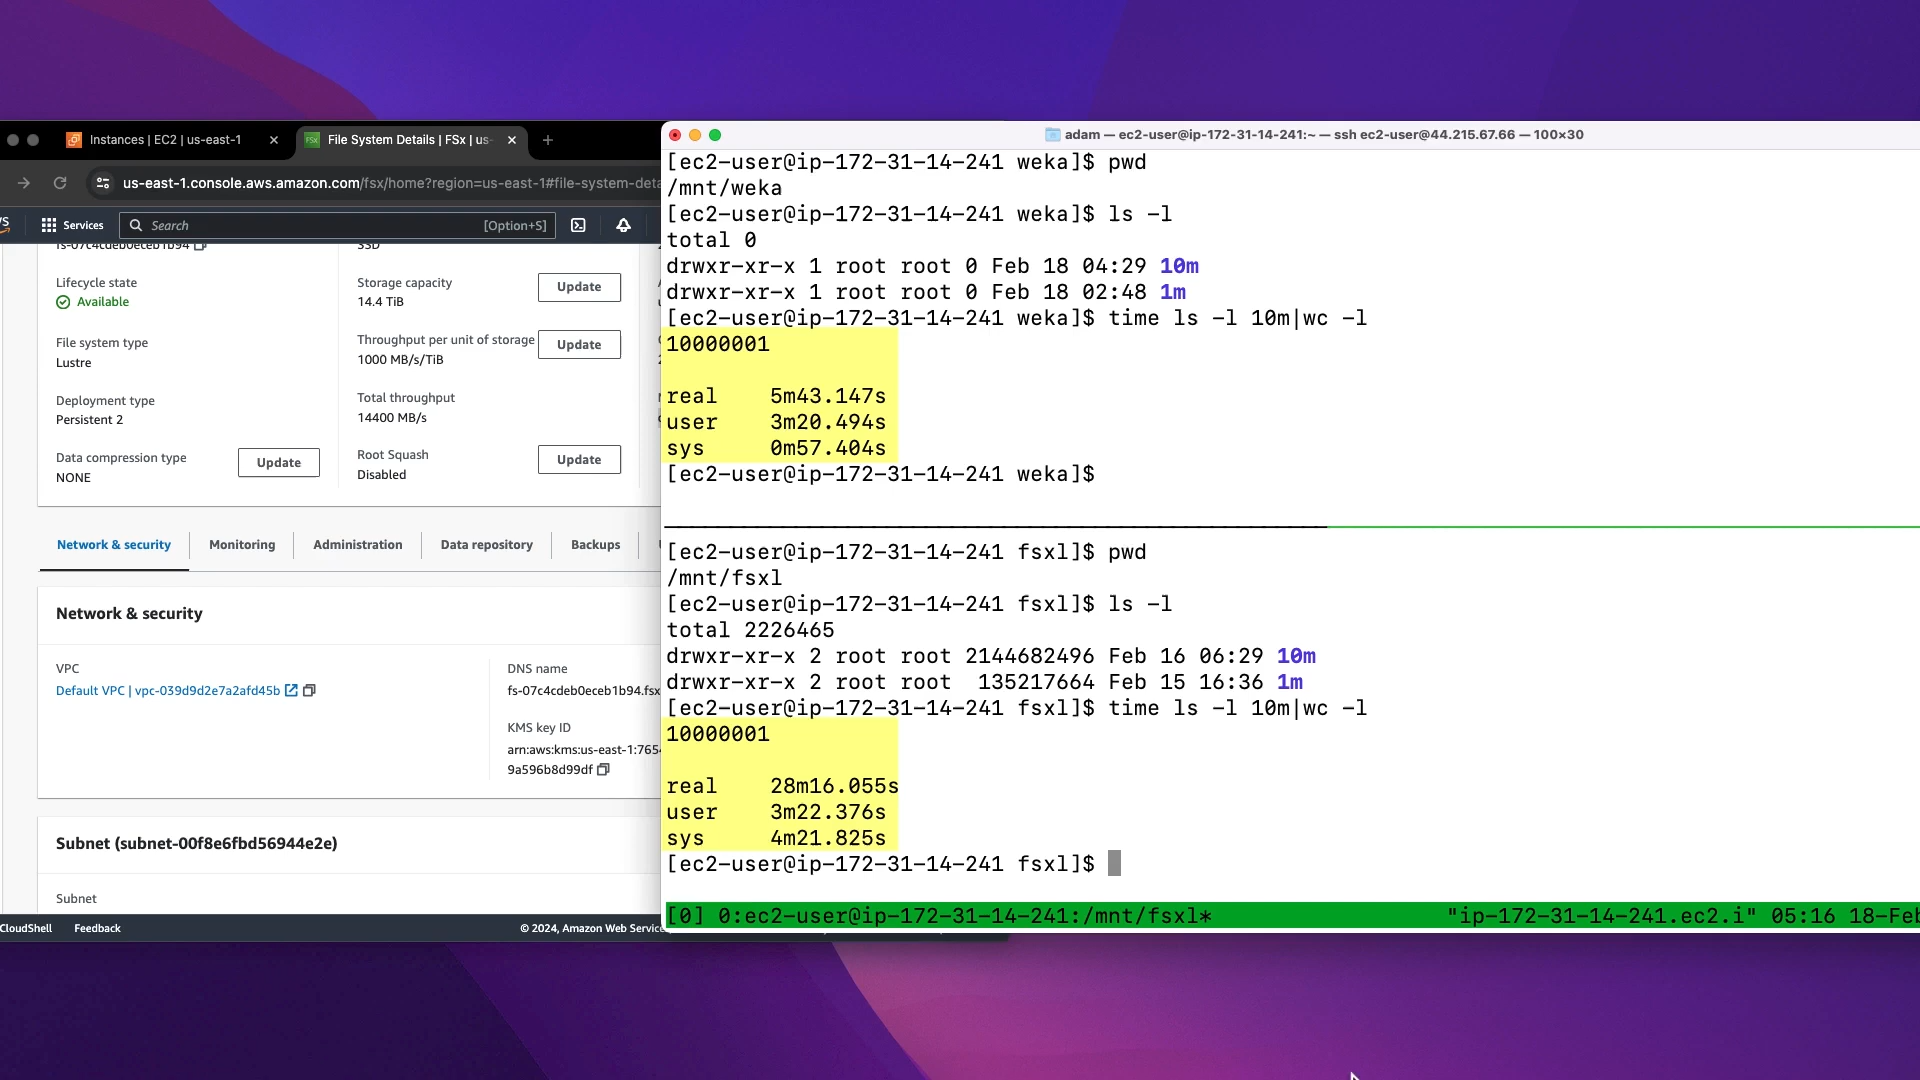 Instances | EC2 | us-east-1
File System Details | FSx | us-
us-east-1.console.aws.amazon.com/fsx/home?region=us-east-1#file-system-deta
Services
Search
[Option+S]
fs-07c4cdeb0eceb1b94
SSD
Lifecycle state
Available
Storage capacity
14.4 TiB
Update
File system type
Lustre
Throughput per unit of storage
1000 MB/s/TiB
Update
Deployment type
Persistent 2
Total throughput
14400 MB/s
Data compression type
NONE
Update
Root Squash
Disabled
Update
Network & security
Monitoring
Administration
Data repository
Backups
Network & security
VPC
Default VPC | vpc-039d9d2e7a2afd45b
DNS name
fs-07c4cdeb0eceb1b94.fsx
KMS key ID
arn:aws:kms:us-east-1:7654
9a596b8d99df
Subnet (subnet-00f8e6fbd56944e2e)
Subnet
CloudShell
Feedback
© 2024, Amazon Web Service
adam — ec2-user@ip-172-31-14-241:~ — ssh ec2-user@44.215.67.66 — 100×30
[ec2-user@ip-172-31-14-241 weka]$ pwd
/mnt/weka
[ec2-user@ip-172-31-14-241 weka]$ ls -l
total 0
drwxr-xr-x 1 root root 0 Feb 18 04:29 10m
drwxr-xr-x 1 root root 0 Feb 18 02:48 1m
[ec2-user@ip-172-31-14-241 weka]$ time ls -l 10m|wc -l
10000001
real 5m43.147s
user 3m20.494s
sys 0m57.404s
[ec2-user@ip-172-31-14-241 weka]$
[ec2-user@ip-172-31-14-241 fsxl]$ pwd
/mnt/fsxl
[ec2-user@ip-172-31-14-241 fsxl]$ ls -l
total 2226465
drwxr-xr-x 2 root root 2144682496 Feb 16 06:29 10m
drwxr-xr-x 2 root root 135217664 Feb 15 16:36 1m
[ec2-user@ip-172-31-14-241 fsxl]$ time ls -l 10m|wc -l
10000001
real 28m16.055s
user 3m22.376s
sys 4m21.825s
[ec2-user@ip-172-31-14-241 fsxl]$
[0] 0:ec2-user@ip-172-31-14-241:/mnt/fsxl* "ip-172-31-14-241.ec2.i" 05:16 18-Feb